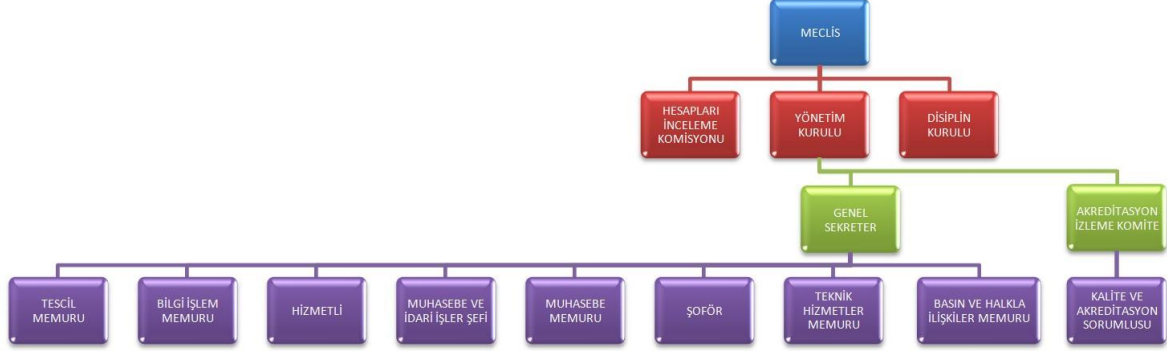 MECLİS
HESAPLARI
İNCELEME
KOMİSYONU
YÖNETİM
KURULU
DİSİPLİN
KURULU
GENEL
SEKRETER
AKREDİTASYON
İZLEME KOMİTE
TESCİL
MEMURU
BİLGİ İŞLEM
MEMURU
HİZMETLİ
MUHASEBE VE
İDARİ İŞLER ŞEFİ
MUHASEBE
MEMURU
ŞOFÖR
TEKNİK
HİZMETLER
MEMURU
BASIN VE HALKLA
İLİŞKİLER MEMURU
KALİTE VE
AKREDİTASYON
SORUMLUSU